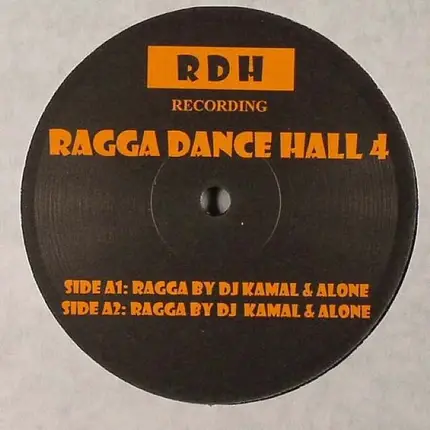 RDH
RECORDING
RAGGA DANCE HALL 4
SIDE A1: RAGGA BY DJ KAMAL & ALONE
SIDE A2: RAGGA BY DJ KAMAL & ALONE